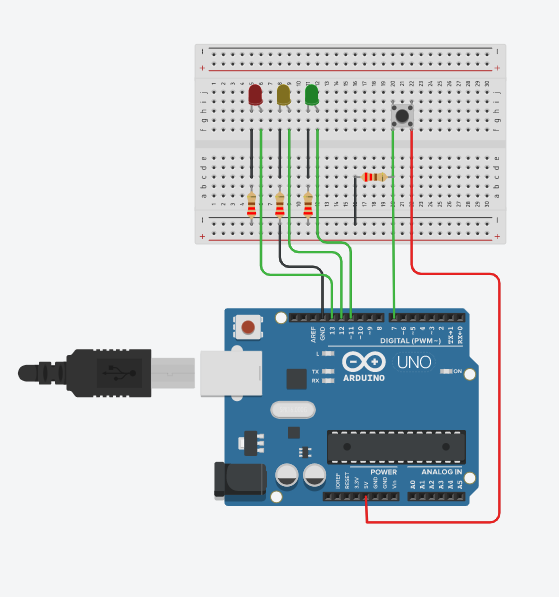 j
i
h
g
f
e
d
c
b
a
AREF
GND
13
12
~11
~10
~9
8
7
~6
~5
4
~3
2
TX→1
RX←0
DIGITAL (PWM~)
L
TX
RX
UNO
ARDUINO
ON
POWER
ANALOG IN
IOREF
RESET
3.3V
5V
GND
GND
Vin
A0
A1
A2
A3
A4
A5